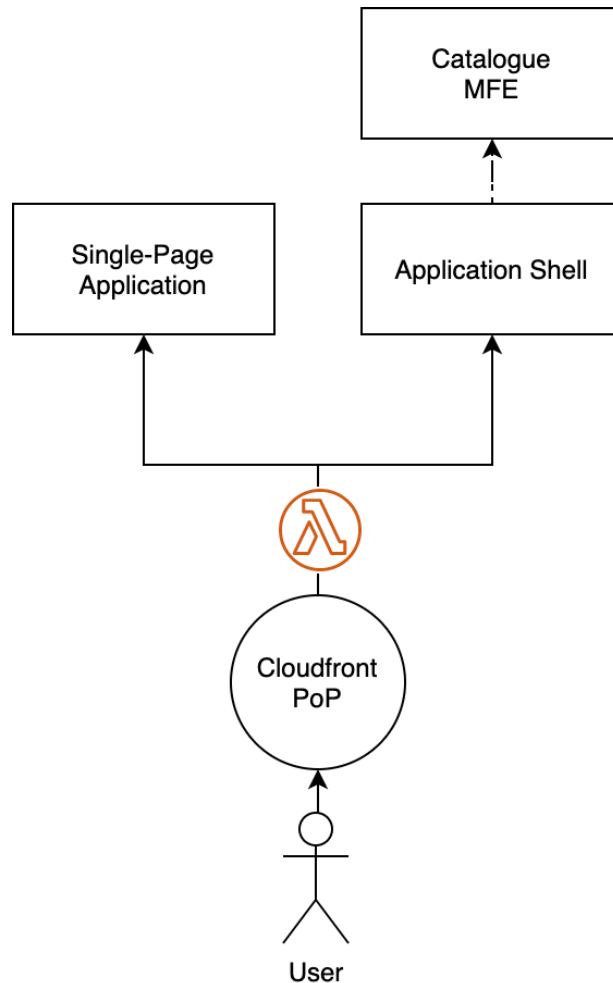 Catalogue
MFE
Single-Page
Application
Application Shell
Cloudfront
PoP
User